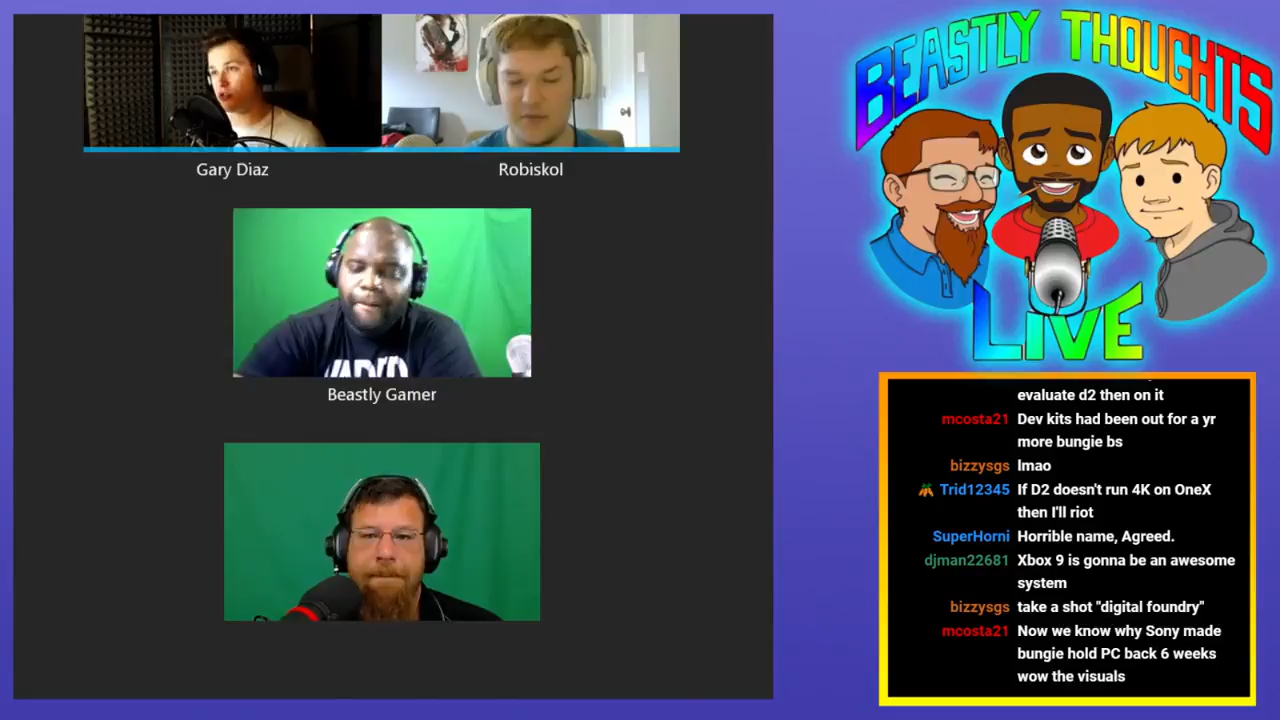 BEASTLY THOUGHTS
LIVE
Gary Diaz
Robiskol
Beastly Gamer
evaluate d2 then on it
mcosta21 Dev kits had been out for a yr
more bungie bs
bizzysgs lmao
Trid12345 If D2 doesn't run 4K on OneX
then I'll riot
SuperHorni Horrible name, Agreed.
djman22681 Xbox 9 is gonna be an awesome
system
bizzysgs take a shot "digital foundry"
mcosta21 Now we know why Sony made
bungie hold PC back 6 weeks
wow the visuals